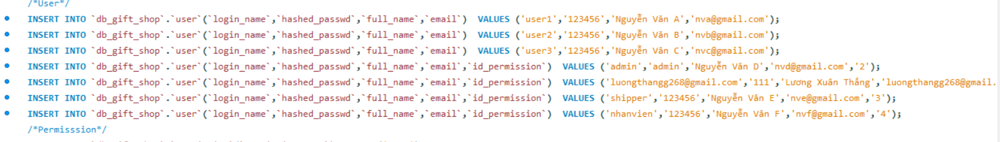 /*User*/
INSERT INTO `db_gift_shop`.`user`(`login_name`,`hashed_passwd`,`full_name`,`email`)  VALUES ('user1','123456','Nguyễn Văn A','nva@gmail.com');
INSERT INTO `db_gift_shop`.`user`(`login_name`,`hashed_passwd`,`full_name`,`email`)  VALUES ('user2','123456','Nguyễn Văn B','nvb@gmail.com');
INSERT INTO `db_gift_shop`.`user`(`login_name`,`hashed_passwd`,`full_name`,`email`)  VALUES ('user3','123456','Nguyễn Văn C','nvc@gmail.com');
INSERT INTO `db_gift_shop`.`user`(`login_name`,`hashed_passwd`,`full_name`,`email`,`id_permission`)  VALUES ('admin','admin','Nguyễn Văn D','nvd@gmail.com','2');
INSERT INTO `db_gift_shop`.`user`(`login_name`,`hashed_passwd`,`full_name`,`email`,`id_permission`)  VALUES ('luongthangg268@gmail.com','111','Lương Xuân Thắng','luongthangg268@gmail.
INSERT INTO `db_gift_shop`.`user`(`login_name`,`hashed_passwd`,`full_name`,`email`,`id_permission`)  VALUES ('shipper','123456','Nguyễn Văn E','nve@gmail.com','3');
INSERT INTO `db_gift_shop`.`user`(`login_name`,`hashed_passwd`,`full_name`,`email`,`id_permission`)  VALUES ('nhanvien','123456','Nguyễn Văn F','nvf@gmail.com','4');
/*Permisssion*/